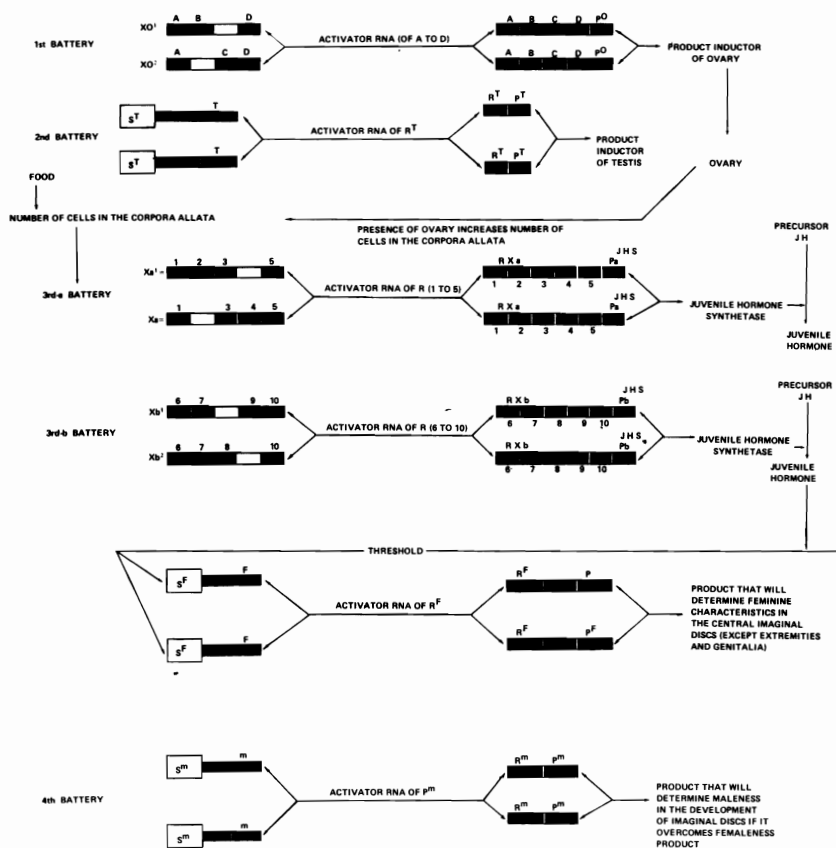 A B D
XO¹
1st BATTERY
ACTIVATOR RNA (OF A TO D)
A B C D P^O
A C D
XO²
A B C D P^O
PRODUCT INDUCTOR
OF OVARY
S^T T
2nd BATTERY
ACTIVATOR RNA OF R^T
R^T P^T
S^T T
R^T P^T
PRODUCT
INDUCTOR
OF TESTIS
OVARY
FOOD
NUMBER OF CELLS IN THE CORPORA ALLATA
PRESENCE OF OVARY INCREASES NUMBER OF
CELLS IN THE CORPORA ALLATA
PRECURSOR
JH
1 2 3 5
Xa¹ =
3rd-a BATTERY
ACTIVATOR RNA OF R (1 TO 5)
J H S
R X a Pa
1 2 3 4 5
1 3 4 5
Xa=
J H S
R X a Pa
1 2 3 4 5
JUVENILE HORMONE
SYNTHETASE
JUVENILE
HORMONE
6 7 9 10
Xb¹
3rd-b BATTERY
ACTIVATOR RNA OF R (6 TO 10)
J H S
R X b Pb
6 7 8 9 10
6 7 8 10
Xb²
J H S
R X b Pb
6 7 8 9 10
PRECURSOR
J H
JUVENILE HORMONE
SYNTHETASE
JUVENILE
HORMONE
THRESHOLD
S^F F
ACTIVATOR RNA OF R^F
R^F P
S^F F
R^F P^F
PRODUCT THAT WILL
DETERMINE FEMININE
CHARACTERISTICS IN
THE CENTRAL IMAGINAL
DISCS (EXCEPT EXTREMITIES
AND GENITALIA)
S^m m
4th BATTERY
ACTIVATOR RNA OF P^m
R^m P^m
S^m m
R^m P^m
PRODUCT THAT WILL
DETERMINE MALENESS
IN THE DEVELOPMENT
OF IMAGINAL DISCS IF IT
OVERCOMES FEMALENESS
PRODUCT